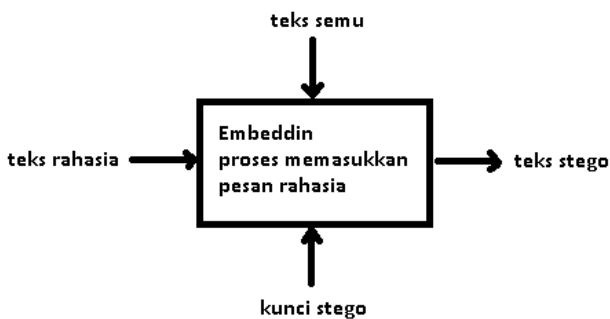 teks semu
Embeddin
proses memasukkan
pesan rahasia
teks rahasia
teks stego
kunci stego